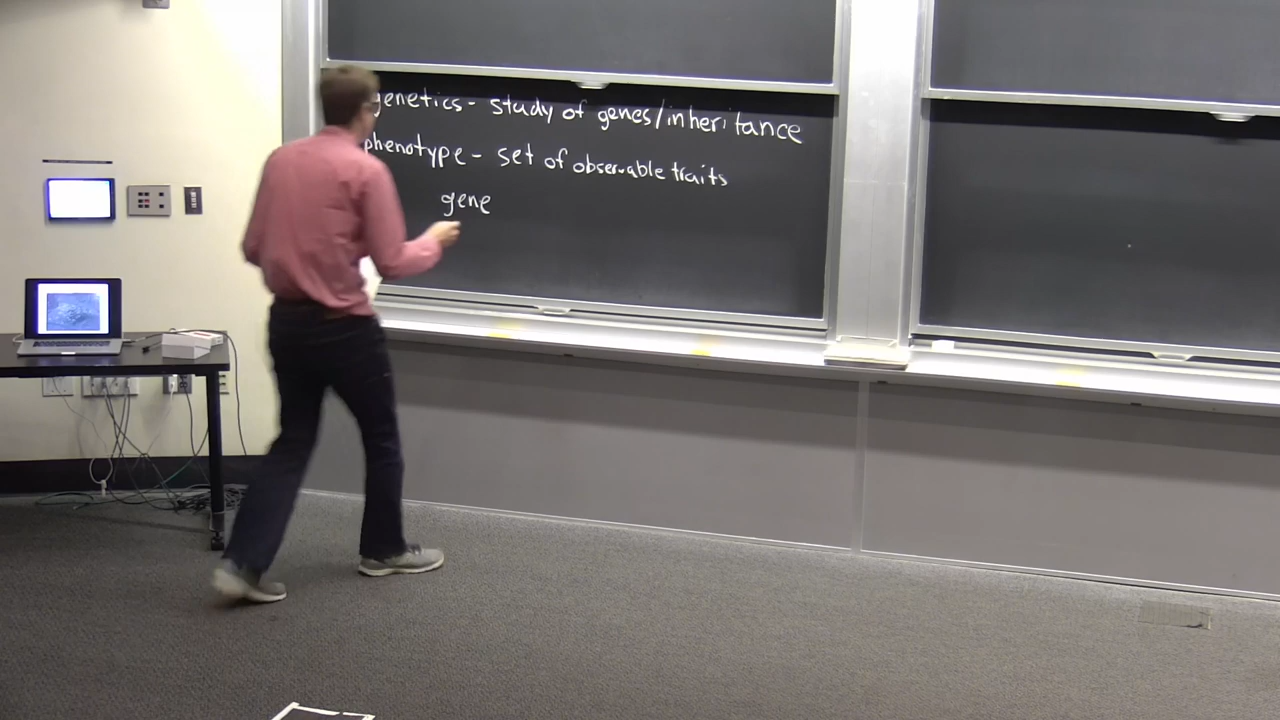 genetics - study of genes/inheritance
phenotype - set of observable traits
gene